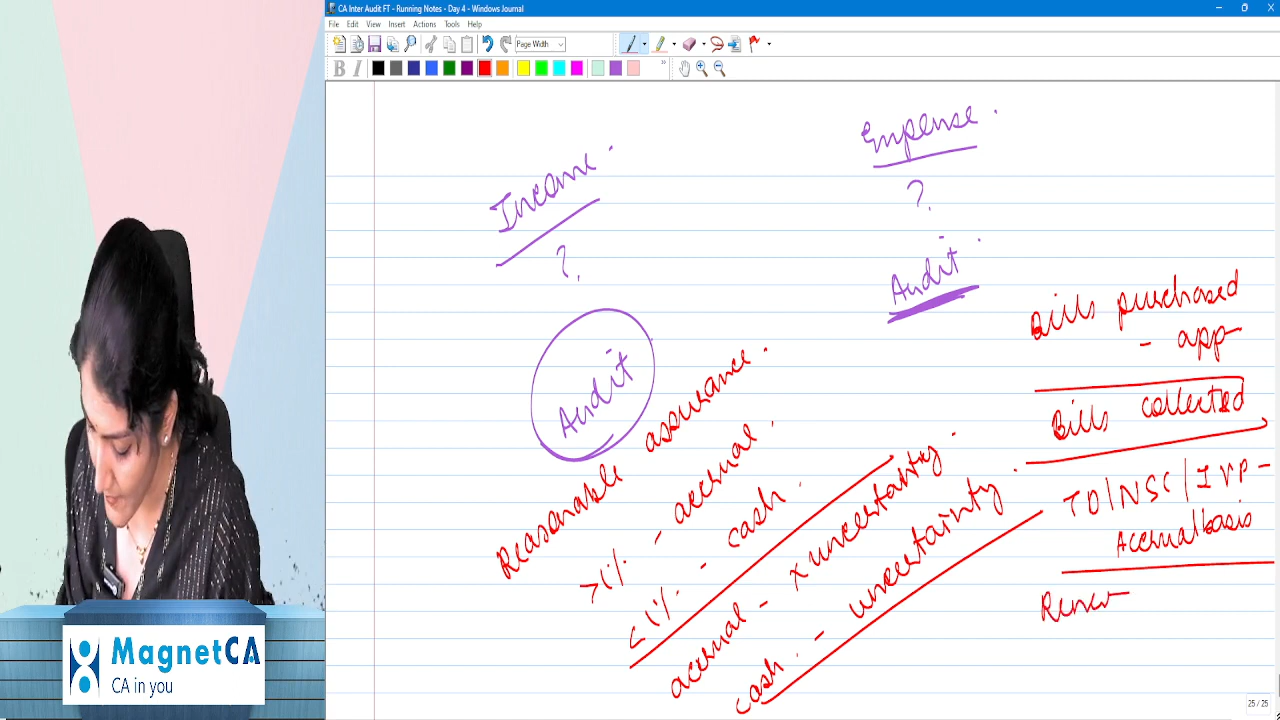 CA Inter Audit FT - Running Notes - Day 4 - Windows Journal
File Edit View Insert Actions Tools Help
Page Width
B I
Income.
?.
Audit
Expense.
?.
Audit.
Reasonable assurance.
>1% - accrual.
<1% - cash.
accrual - x uncertainty.
cash. - uncertainty.
Bills purchased
- app
Bills collected
TD/NSC/IVP -
Accrual basis
MagnetCA
CA in you
25 / 25